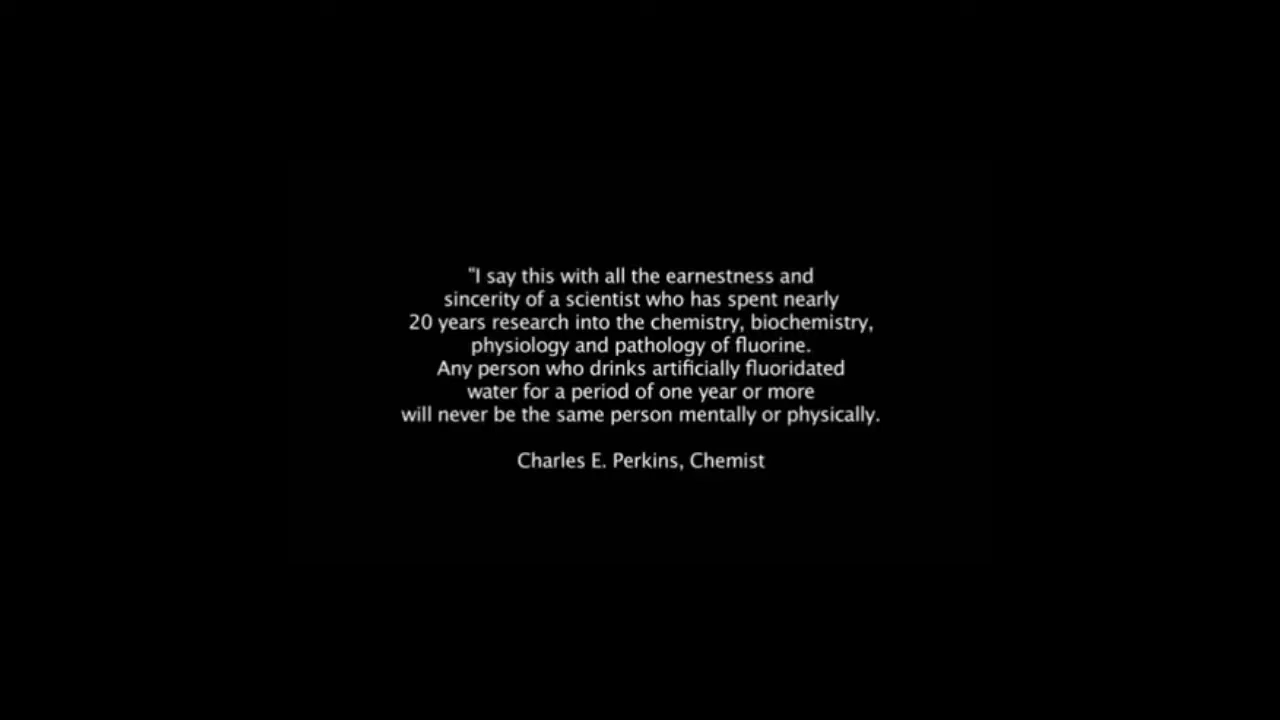 "I say this with all the earnestness and
sincerity of a scientist who has spent nearly
20 years research into the chemistry, biochemistry,
physiology and pathology of fluorine.
Any person who drinks artificially fluoridated
water for a period of one year or more
will never be the same person mentally or physically.
Charles E. Perkins, Chemist